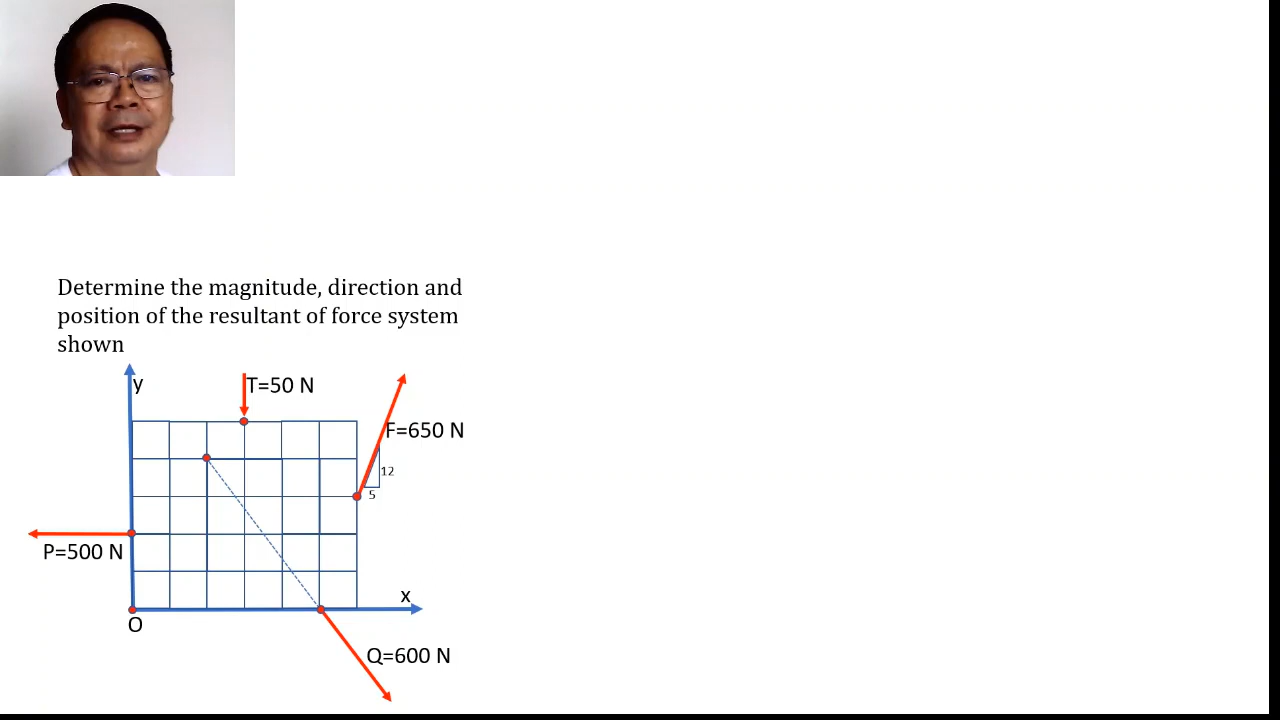 Determine the magnitude, direction and
position of the resultant of force system
shown
y
T=50 N
F=650 N
12
5
P=500 N
x
O
Q=600 N